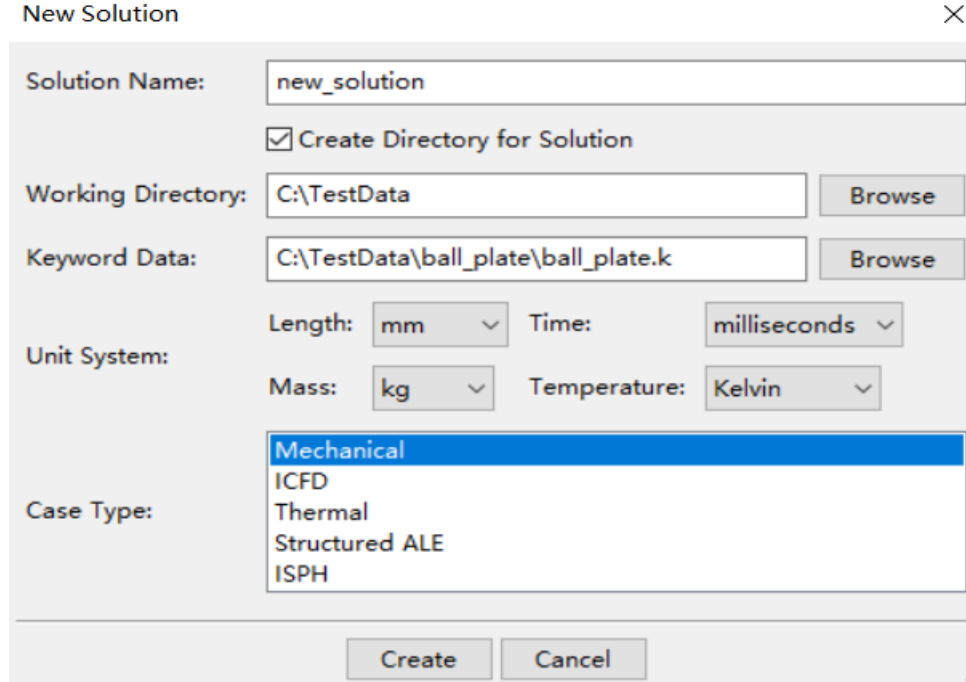 New Solution
Solution Name: new_solution
Create Directory for Solution
Working Directory: C:\TestData Browse
Keyword Data: C:\TestData\ball_plate\ball_plate.k Browse
Unit System:
Length: mm Time: milliseconds
Mass: kg Temperature: Kelvin
Case Type:
Mechanical
ICFD
Thermal
Structured ALE
ISPH
Create Cancel